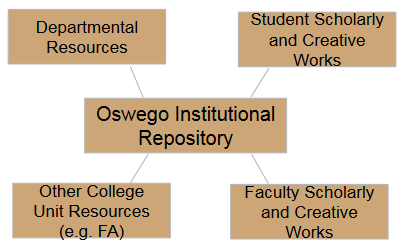 Departmental
Resources
Student Scholarly
and Creative
Works
Oswego Institutional
Repository
Other College
Unit Resources
(e.g. FA)
Faculty Scholarly
and Creative
Works